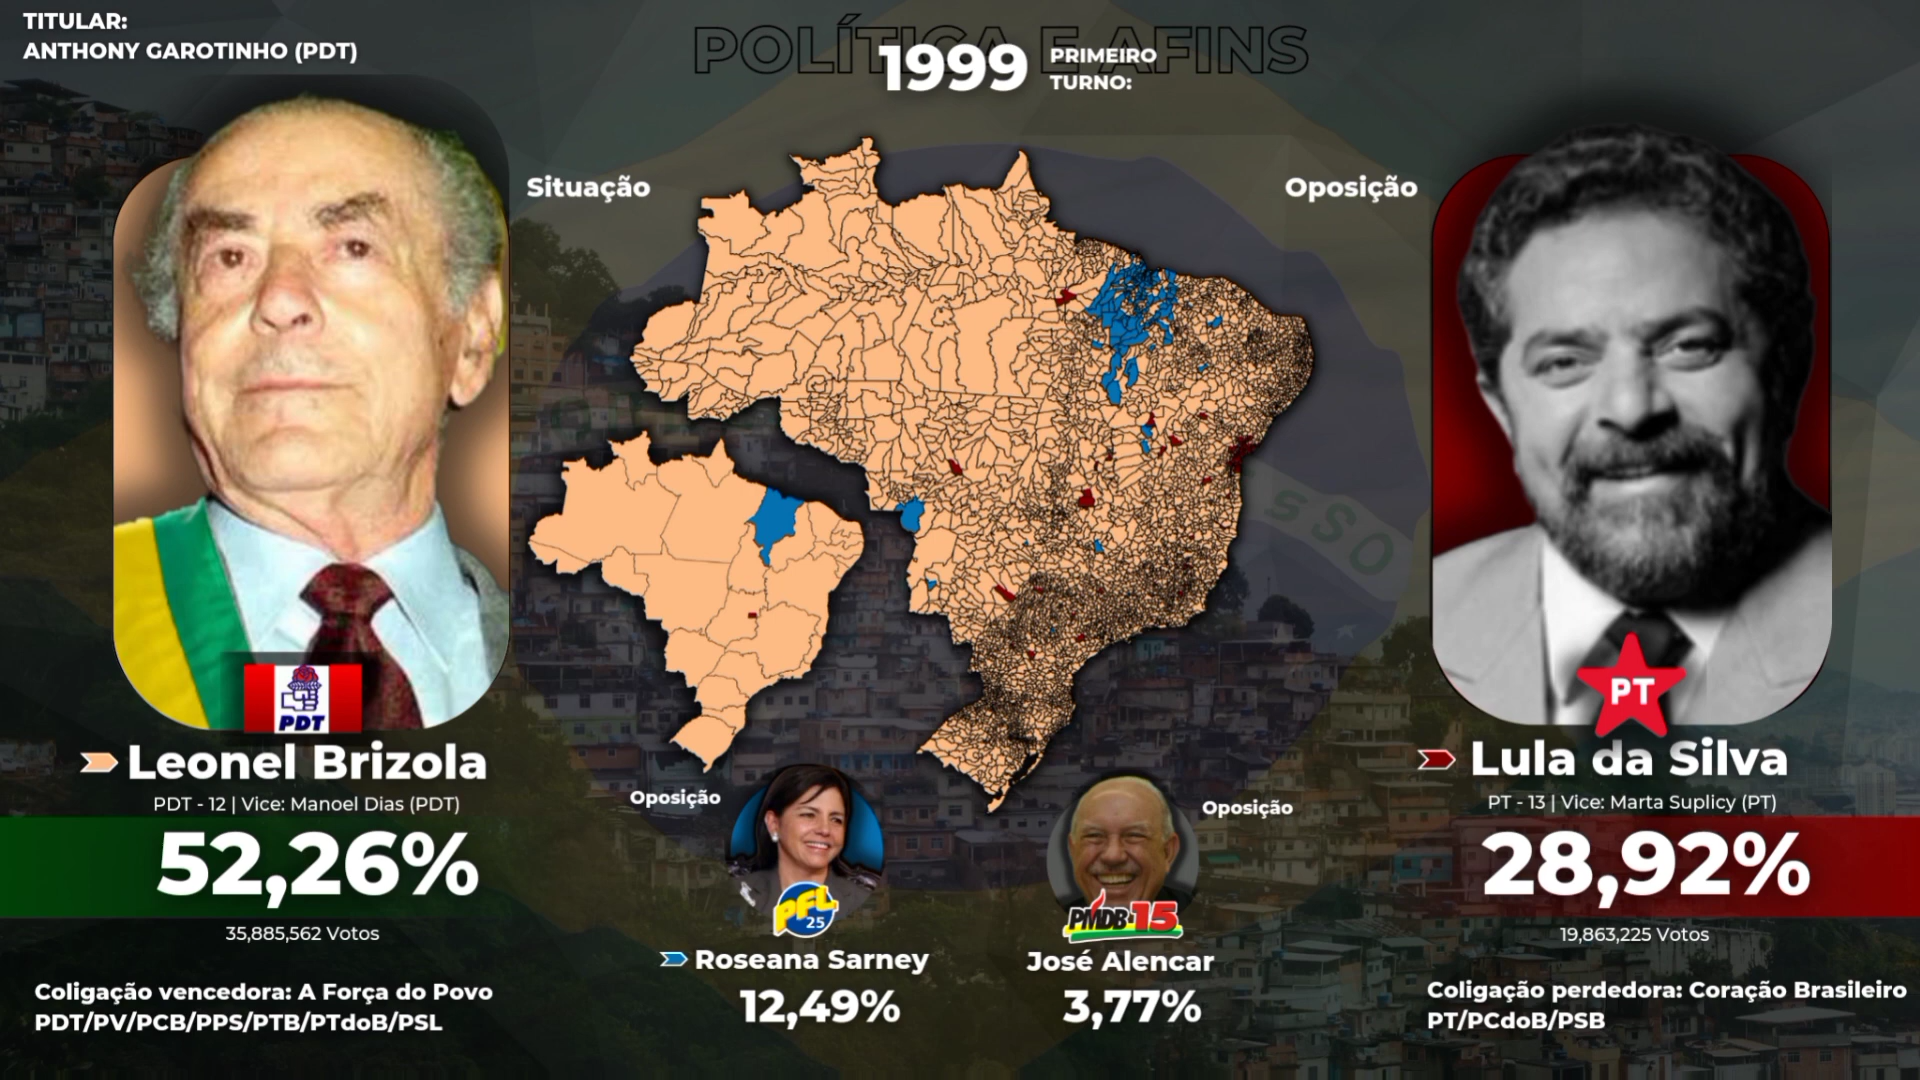 TITULAR:
ANTHONY GAROTINHO (PDT)
POLÍTICA E AFINS
1999 PRIMEIRO
TURNO:
Situação
Oposição
SSO
PDT
PT
Leonel Brizola
PDT - 12 | Vice: Manoel Dias (PDT)
52,26%
35,885,562 Votos
Coligação vencedora: A Força do Povo
PDT/PV/PCB/PPS/PTB/PTdoB/PSL
Oposição
PFL
25
Roseana Sarney
12,49%
Oposição
PMDB 15
José Alencar
3,77%
Lula da Silva
PT - 13 | Vice: Marta Suplicy (PT)
28,92%
19,863,225 Votos
Coligação perdedora: Coração Brasileiro
PT/PCdoB/PSB